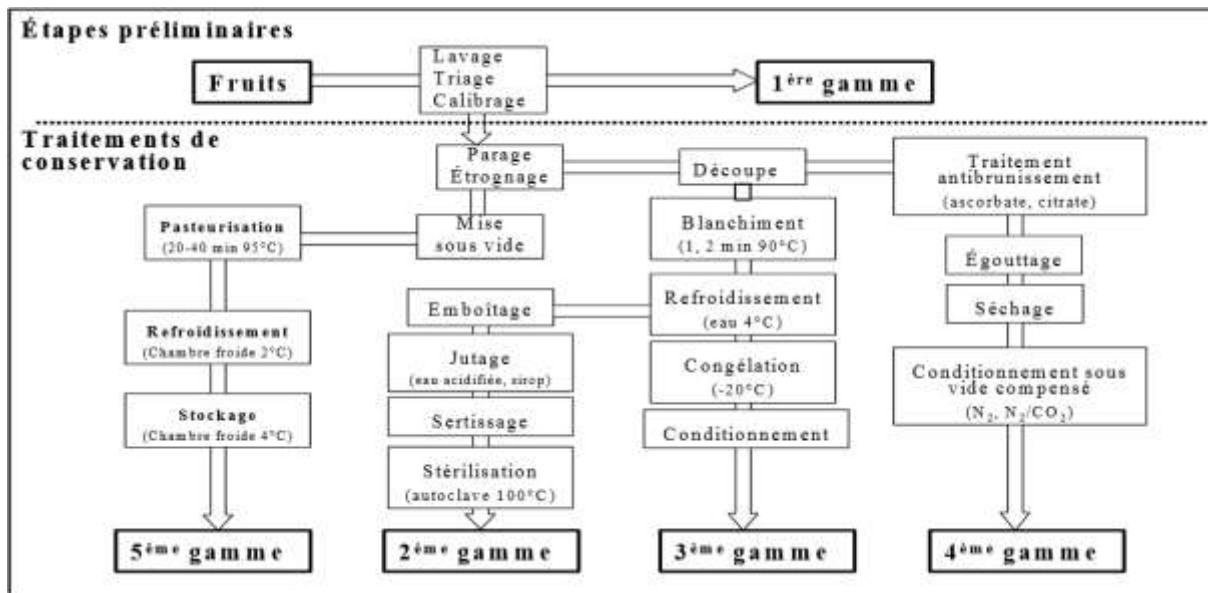 Étapes préliminaires
Fruits
Lavage
Triage
Calibrage
1ère gamme
Traitements de
conservation
Parage
Étrognage
Découpe
Traitement
antibrunissement
(ascorbate, citrate)
Pasteurisation
(20-40 min 95°C)
Mise
sous vide
Blanchiment
(1, 2 min 90°C)
Égouttage
Refroidissement
(Chambre froide 2°C)
Emboîtage
Refroidissement
(eau 4°C)
Séchage
Jutage
(eau acidifiée, sirop)
Congélation
(-20°C)
Conditionnement sous
vide compensé
(N2, N2/CO2)
Stockage
(Chambre froide 4°C)
Sertissage
Conditionnement
Stérilisation
(autoclave 100°C)
5ème gamme
2ème gamme
3ème gamme
4ème gamme